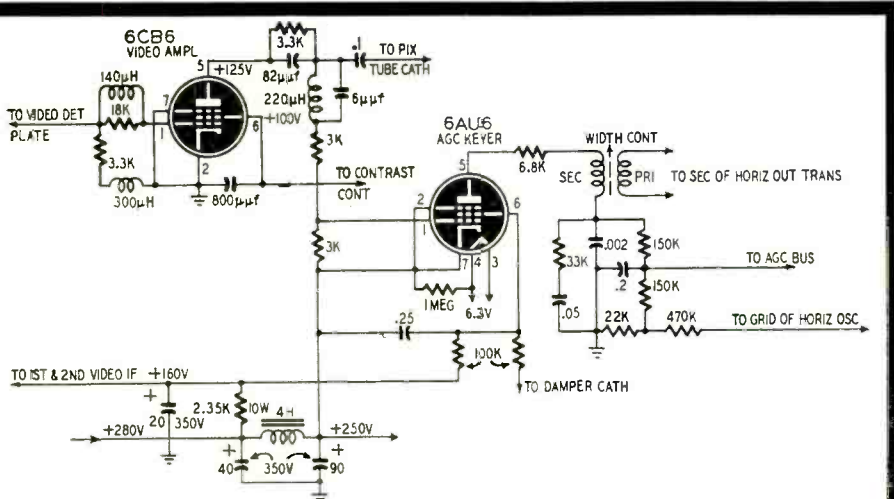 6CB6
VIDEO AMPL
140μH
18K
TO VIDEO DET
PLATE
3.3K
300μH
7
1
5
+125V
6
+100V
2
800μμf
3.3K
82μμf
220μH
6μμf
.1
TO PIX
TUBE CATH
3K
TO CONTRAST
CONT
3K
6AU6
AGC KEYER
5
2
1
6
7
4
3
1 MEG
6.3V
6.8K
WIDTH CONT
SEC
PRI
TO SEC OF HORIZ OUT TRANS
33K
.002
150K
.2
TO AGC BUS
150K
.05
22K
470K
TO GRID OF HORIZ OSC
.25
100K
TO DAMPER CATH
TO 1ST & 2ND VIDEO IF
+160V
+
20
350V
2.35K
10W
4H
+280V
+250V
+
40
350V
+
90